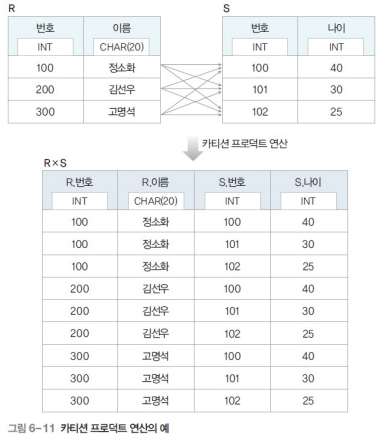 R
S
번호 이름
번호 나이
INT CHAR(20)
INT INT
100 정소화
100 40
200 김선우
101 30
300 고명석
102 25
카티션 프로덕트 연산
R×S
R.번호 R.이름 S.번호 S.나이
INT CHAR(20) INT INT
100 정소화 100 40
100 정소화 101 30
100 정소화 102 25
200 김선우 100 40
200 김선우 101 30
200 김선우 102 25
300 고명석 100 40
300 고명석 101 30
300 고명석 102 25
그림 6-11 카티션 프로덕트 연산의 예